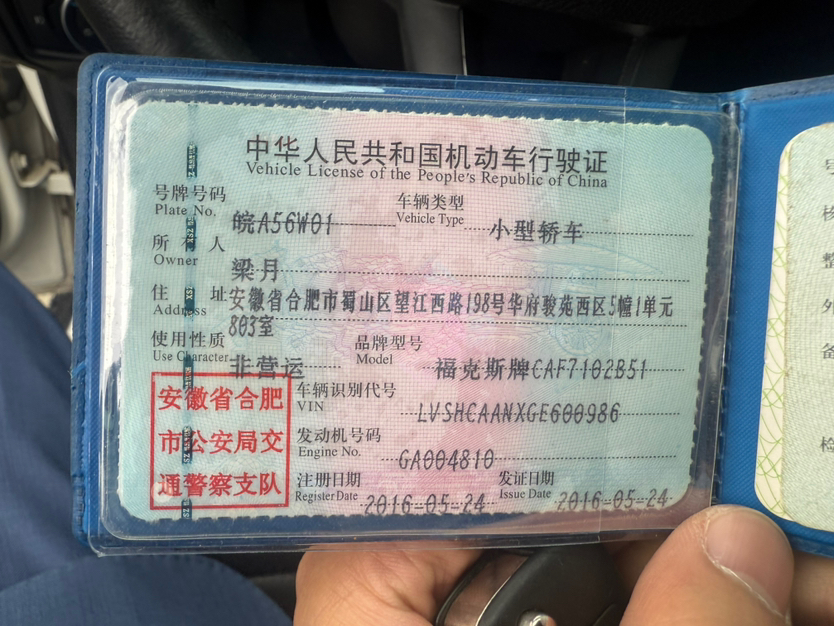 中华人民共和国机动车行驶证
Vehicle License of the People's Republic of China
号牌号码 皖A56W01 车辆类型 小型轿车
Plate No. Vehicle Type
所有人 梁月
Owner
住址 安徽省合肥市蜀山区望江西路198号华府骏苑西区5幢1单元
Address 803室
使用性质 非营运 品牌型号 福克斯牌CAF7102B51
Use Character Model
安徽省合肥
市公安局交
通警察支队
车辆识别代号 LVSHCAANXGE600986
VIN
发动机号码 GA004810
Engine No.
注册日期 2016-05-24 发证日期 2016-05-24
Register Date Issue Date